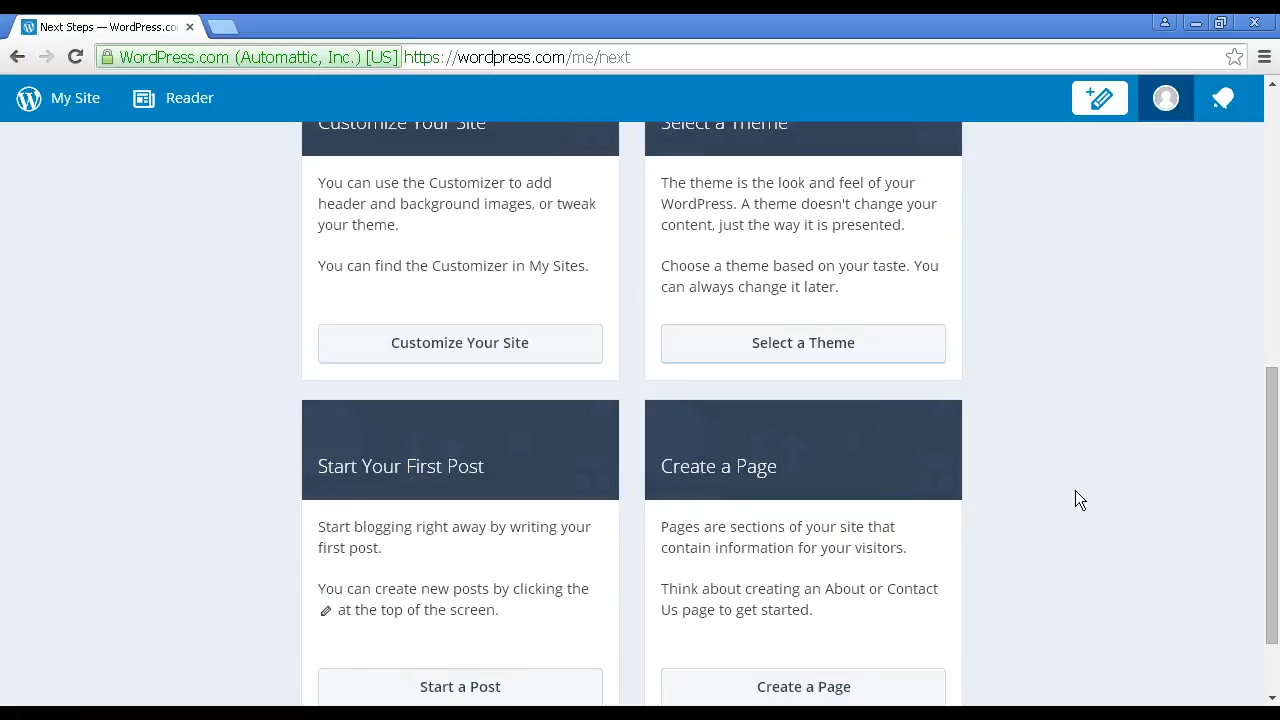 Next Steps — WordPress.co
WordPress.com (Automattic, Inc.) [US] https://wordpress.com/me/next
My Site Reader
Customize Your Site
You can use the Customizer to add
header and background images, or tweak
your theme.
You can find the Customizer in My Sites.
Customize Your Site
Select a Theme
The theme is the look and feel of your
WordPress. A theme doesn't change your
content, just the way it is presented.
Choose a theme based on your taste. You
can always change it later.
Select a Theme
Start Your First Post
Start blogging right away by writing your
first post.
You can create new posts by clicking the
at the top of the screen.
Start a Post
Create a Page
Pages are sections of your site that
contain information for your visitors.
Think about creating an About or Contact
Us page to get started.
Create a Page